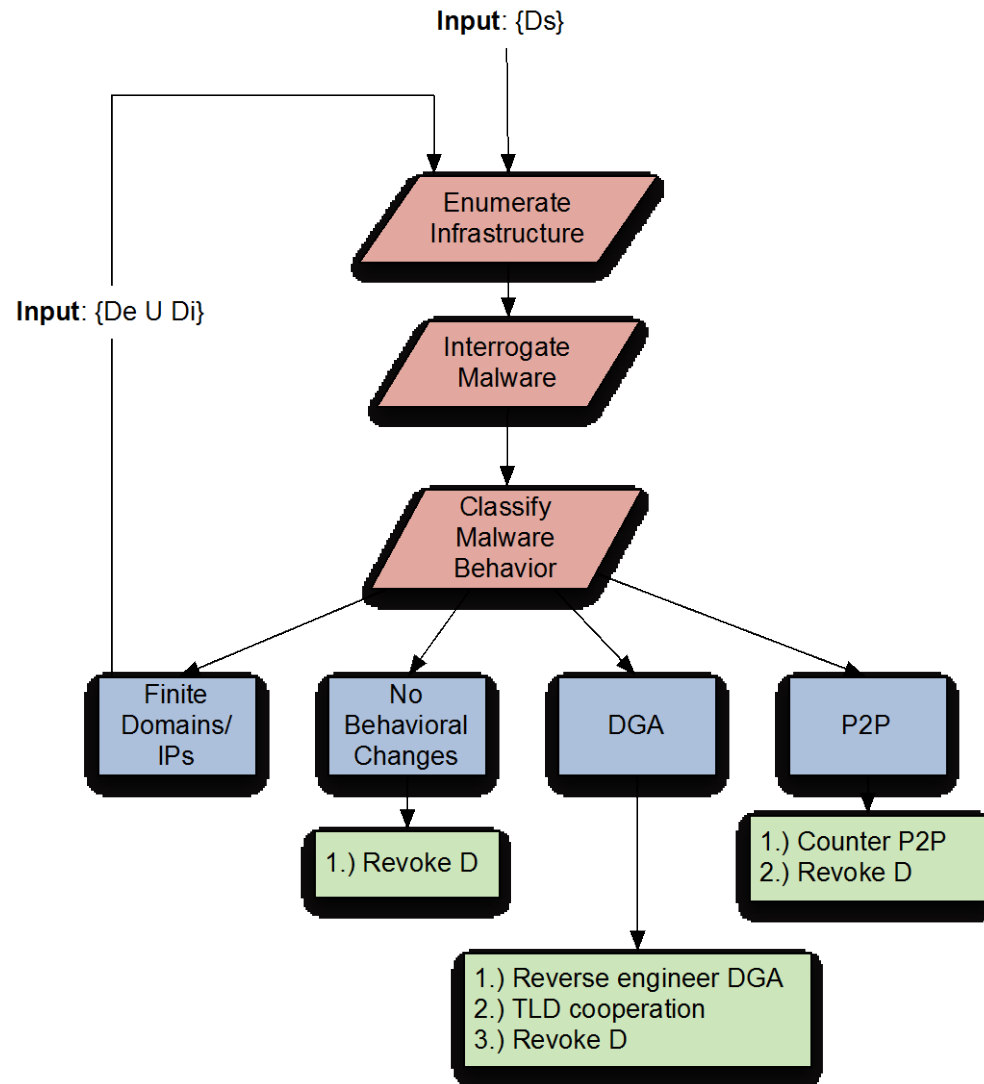 Input: {Ds}
Enumerate
Infrastructure
Input: {De U Di}
Interrogate
Malware
Classify
Malware
Behavior
Finite
Domains/
IPs
No
Behavioral
Changes
DGA
P2P
1.) Revoke D
1.) Counter P2P
2.) Revoke D
1.) Reverse engineer DGA
2.) TLD cooperation
3.) Revoke D